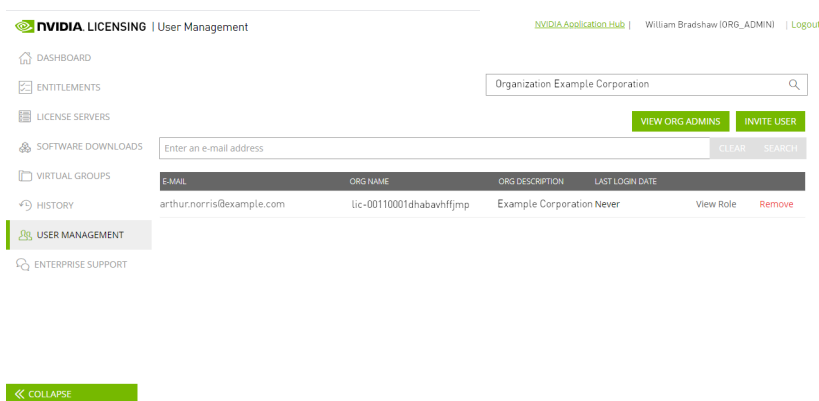 NVIDIA. LICENSING | User Management
NVIDIA Application Hub | William Bradshaw (ORG_ADMIN) | Logout
DASHBOARD
Organization Example Corporation
ENTITLEMENTS
LICENSE SERVERS
VIEW ORG ADMINS INVITE USER
SOFTWARE DOWNLOADS
Enter an e-mail address CLEAR SEARCH
VIRTUAL GROUPS
E-MAIL ORG NAME ORG DESCRIPTION LAST LOGIN DATE
HISTORY
arthur.norris@example.com lic-00110001dhabavhffjmp Example Corporation Never View Role Remove
USER MANAGEMENT
ENTERPRISE SUPPORT
COLLAPSE